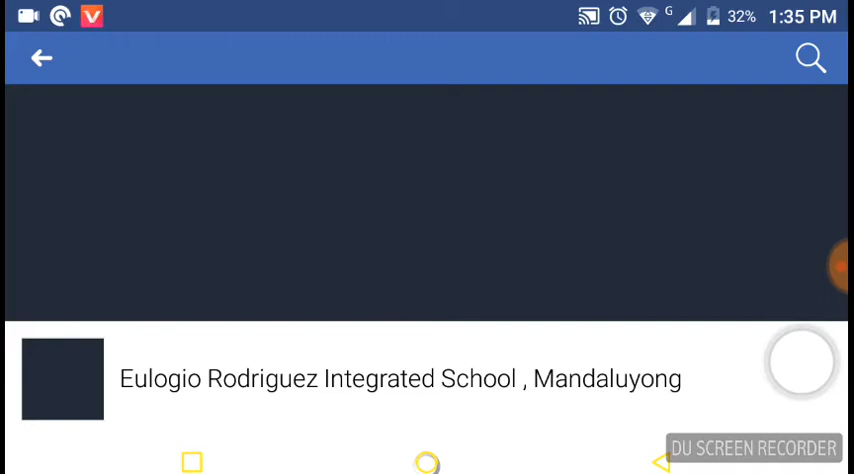 G 32% 1:35 PM
Eulogio Rodriguez Integrated School , Mandaluyong
DU SCREEN RECORDER